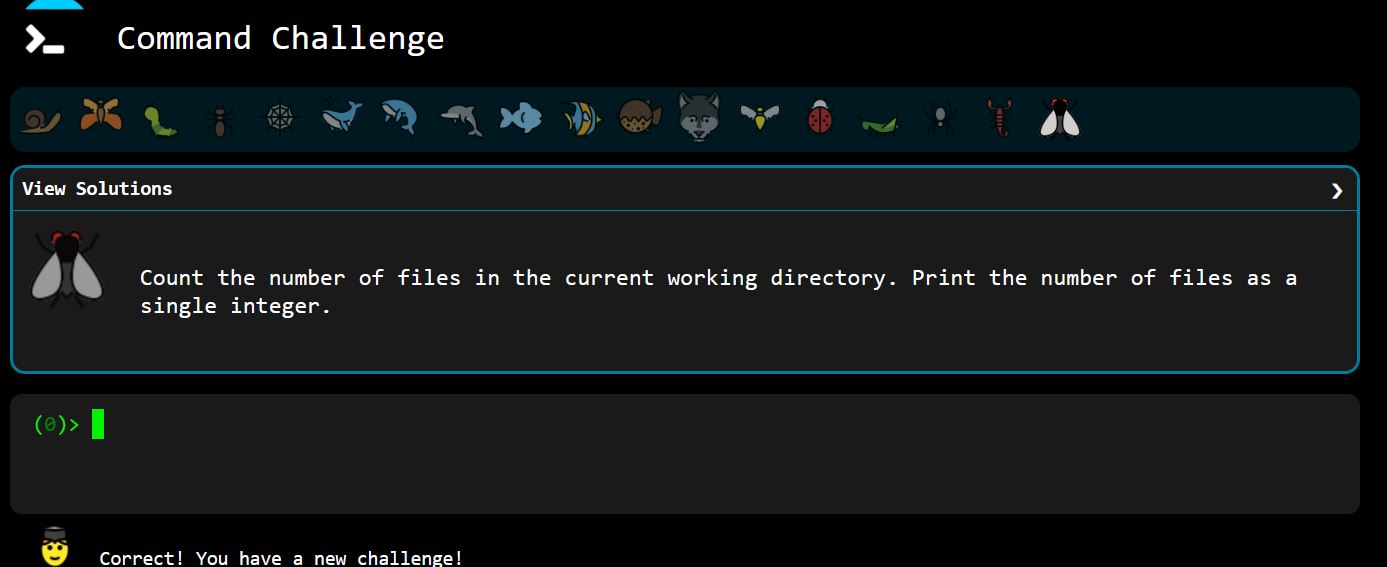 Command Challenge
View Solutions
Count the number of files in the current working directory. Print the number of files as a
single integer.
(0)>
Correct! You have a new challenge!